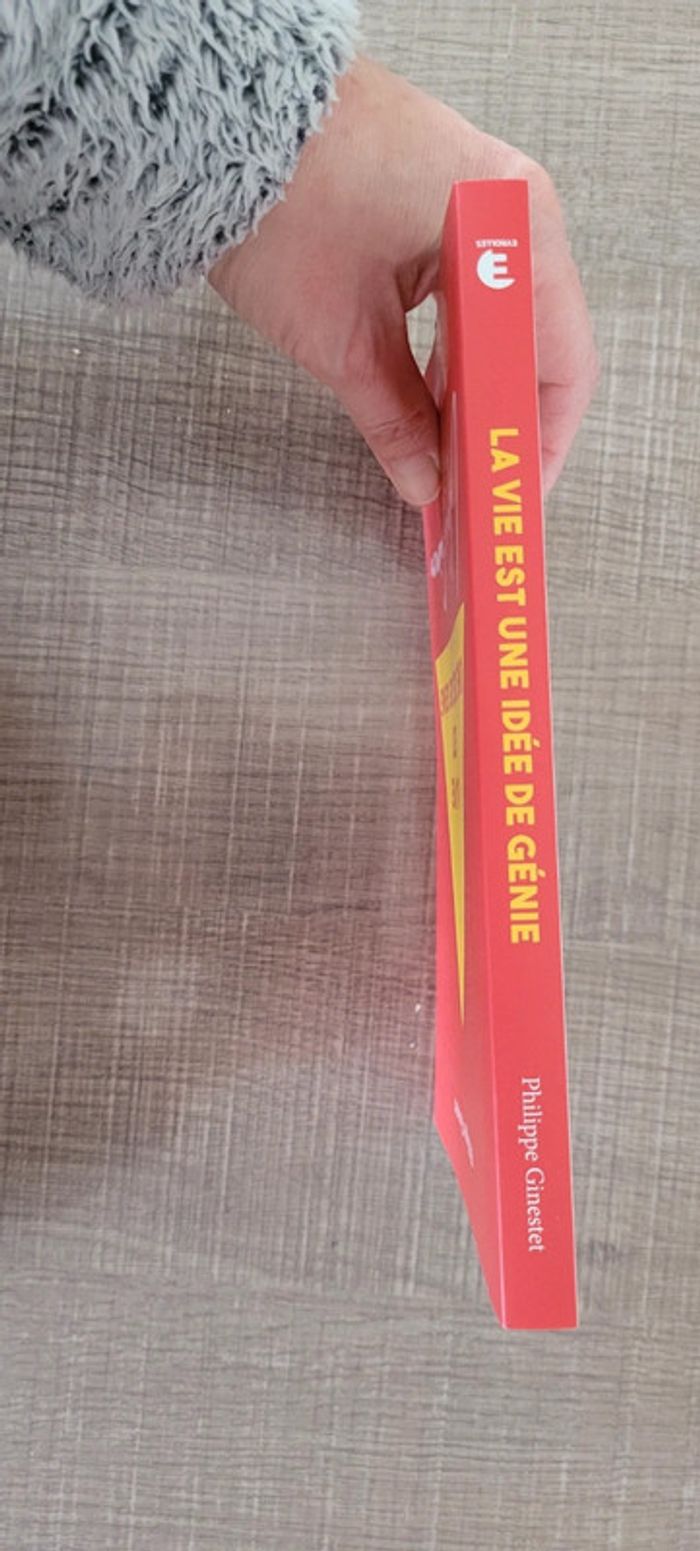 EYROLLES
LA VIE EST UNE IDÉE DE GÉNIE
Philippe Ginestet